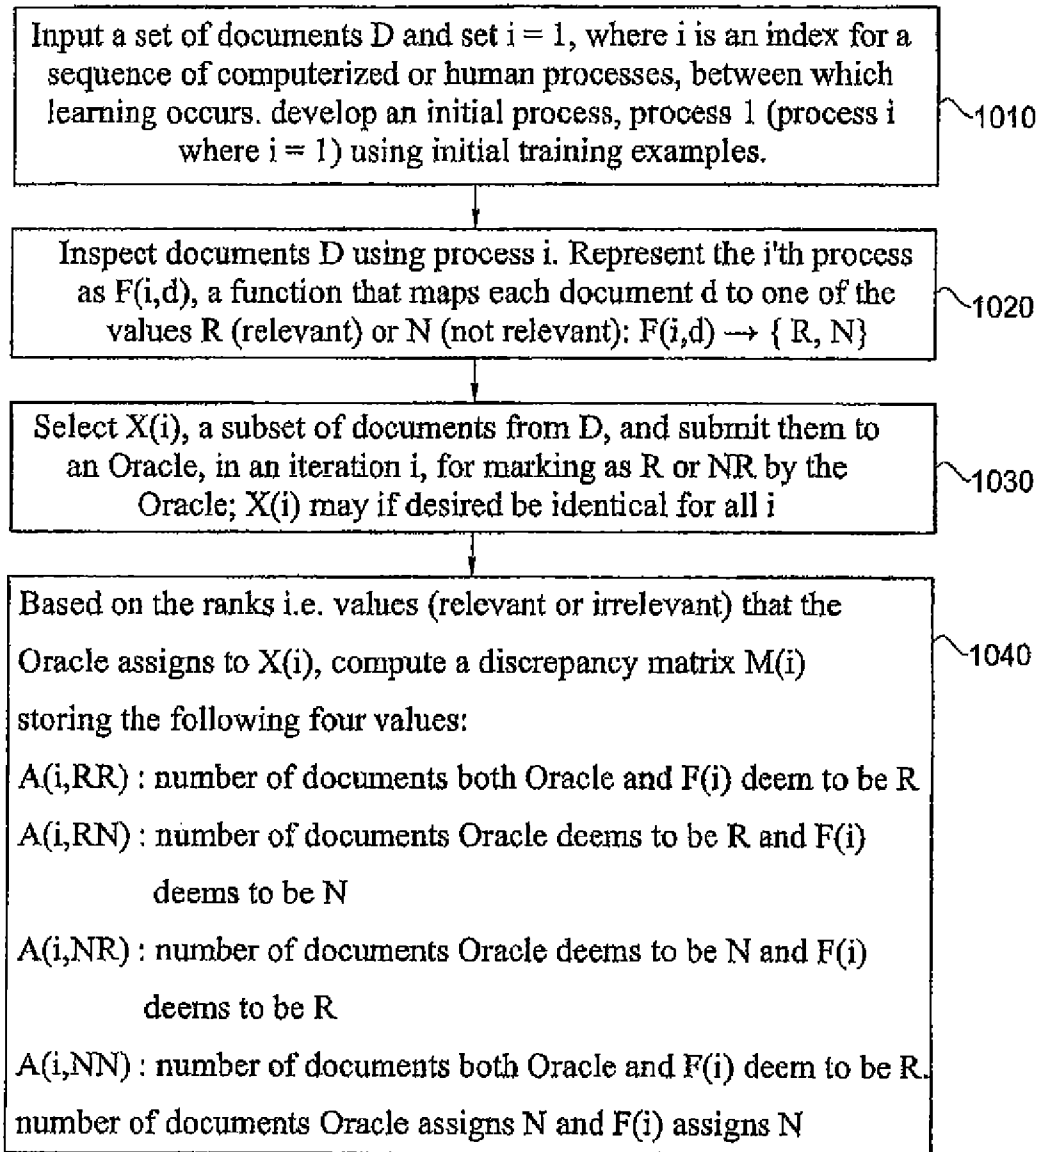 Input a set of documents D and set i = 1, where i is an index for a
sequence of computerized or human processes, between which
learning occurs. develop an initial process, process 1 (process i
where i = 1) using initial training examples.
1010
Inspect documents D using process i. Represent the i'th process
as F(i,d), a function that maps each document d to one of the
values R (relevant) or N (not relevant): F(i,d) → { R, N}
1020
Select X(i), a subset of documents from D, and submit them to
an Oracle, in an iteration i, for marking as R or NR by the
Oracle; X(i) may if desired be identical for all i
1030
Based on the ranks i.e. values (relevant or irrelevant) that the
Oracle assigns to X(i), compute a discrepancy matrix M(i)
storing the following four values:
1040
A(i,RR) : number of documents both Oracle and F(i) deem to be R
A(i,RN) : number of documents Oracle deems to be R and F(i)
deems to be N
A(i,NR) : number of documents Oracle deems to be N and F(i)
deems to be R
A(i,NN) : number of documents both Oracle and F(i) deem to be R.
number of documents Oracle assigns N and F(i) assigns N